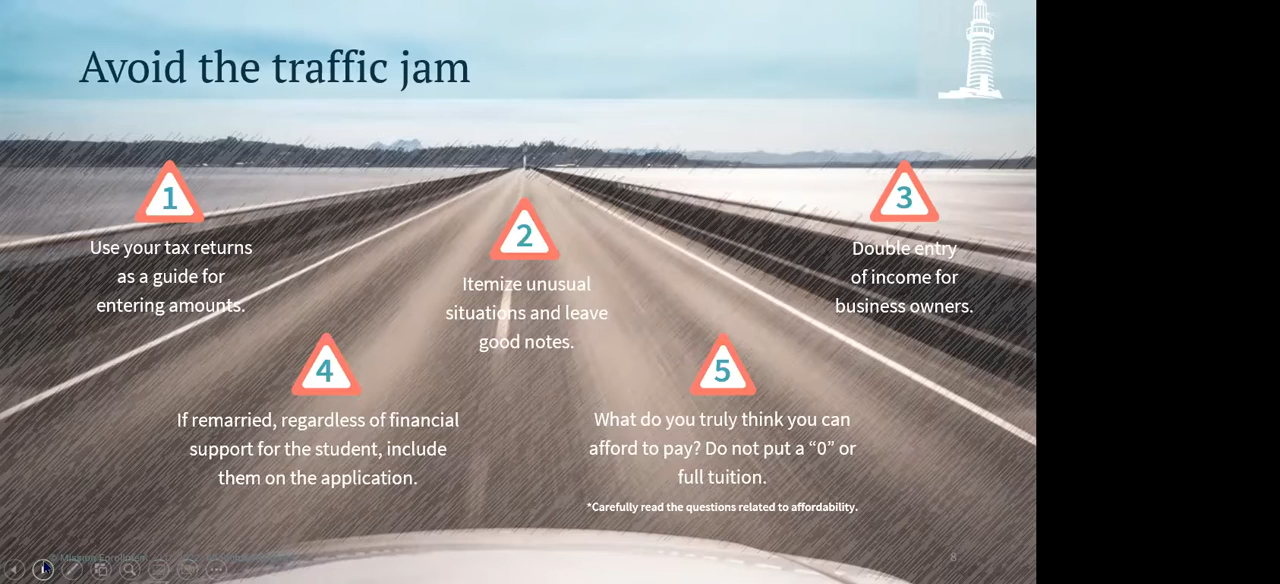 Avoid the traffic jam
1
Use your tax returns
as a guide for
entering amounts.
2
Itemize unusual
situations and leave
good notes.
3
Double entry
of income for
business owners.
4
If remarried, regardless of financial
support for the student, include
them on the application.
5
What do you truly think you can
afford to pay? Do not put a “0” or
full tuition.
*Carefully read the questions related to affordability.
© Mission Enrollment
8